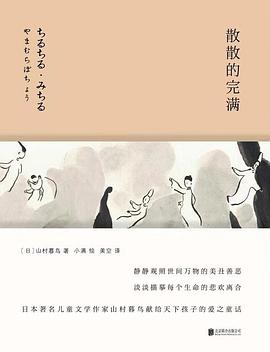 散散的完满
ちるちる・みちる
やまむらぼちょう
〔日〕山村暮鸟 著 小满 绘 美空 译
静静观照世间万物的美丑善恶
淡淡描摹每个生命的悲欢离合
日本著名儿童文学作家山村暮鸟献给天下孩子的爱之童话
北京联合出版公司